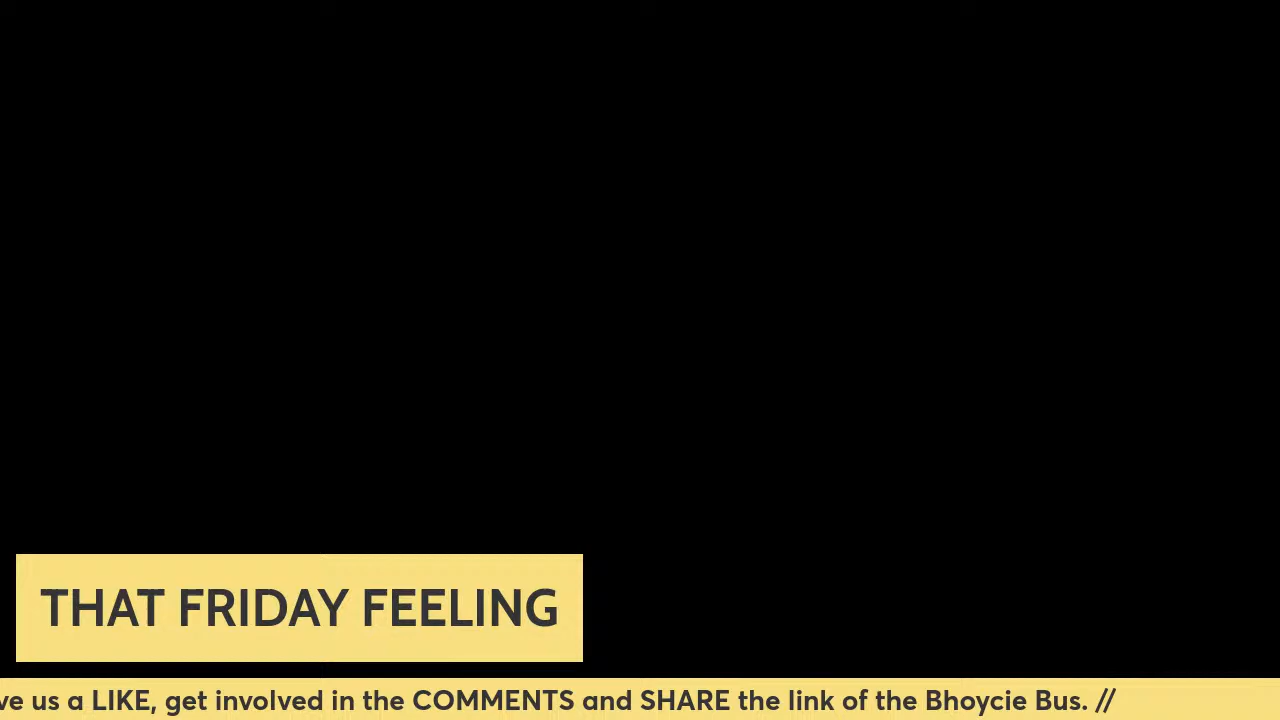 THAT FRIDAY FEELING
ve us a LIKE, get involved in the COMMENTS and SHARE the link of the Bhoycie Bus. //